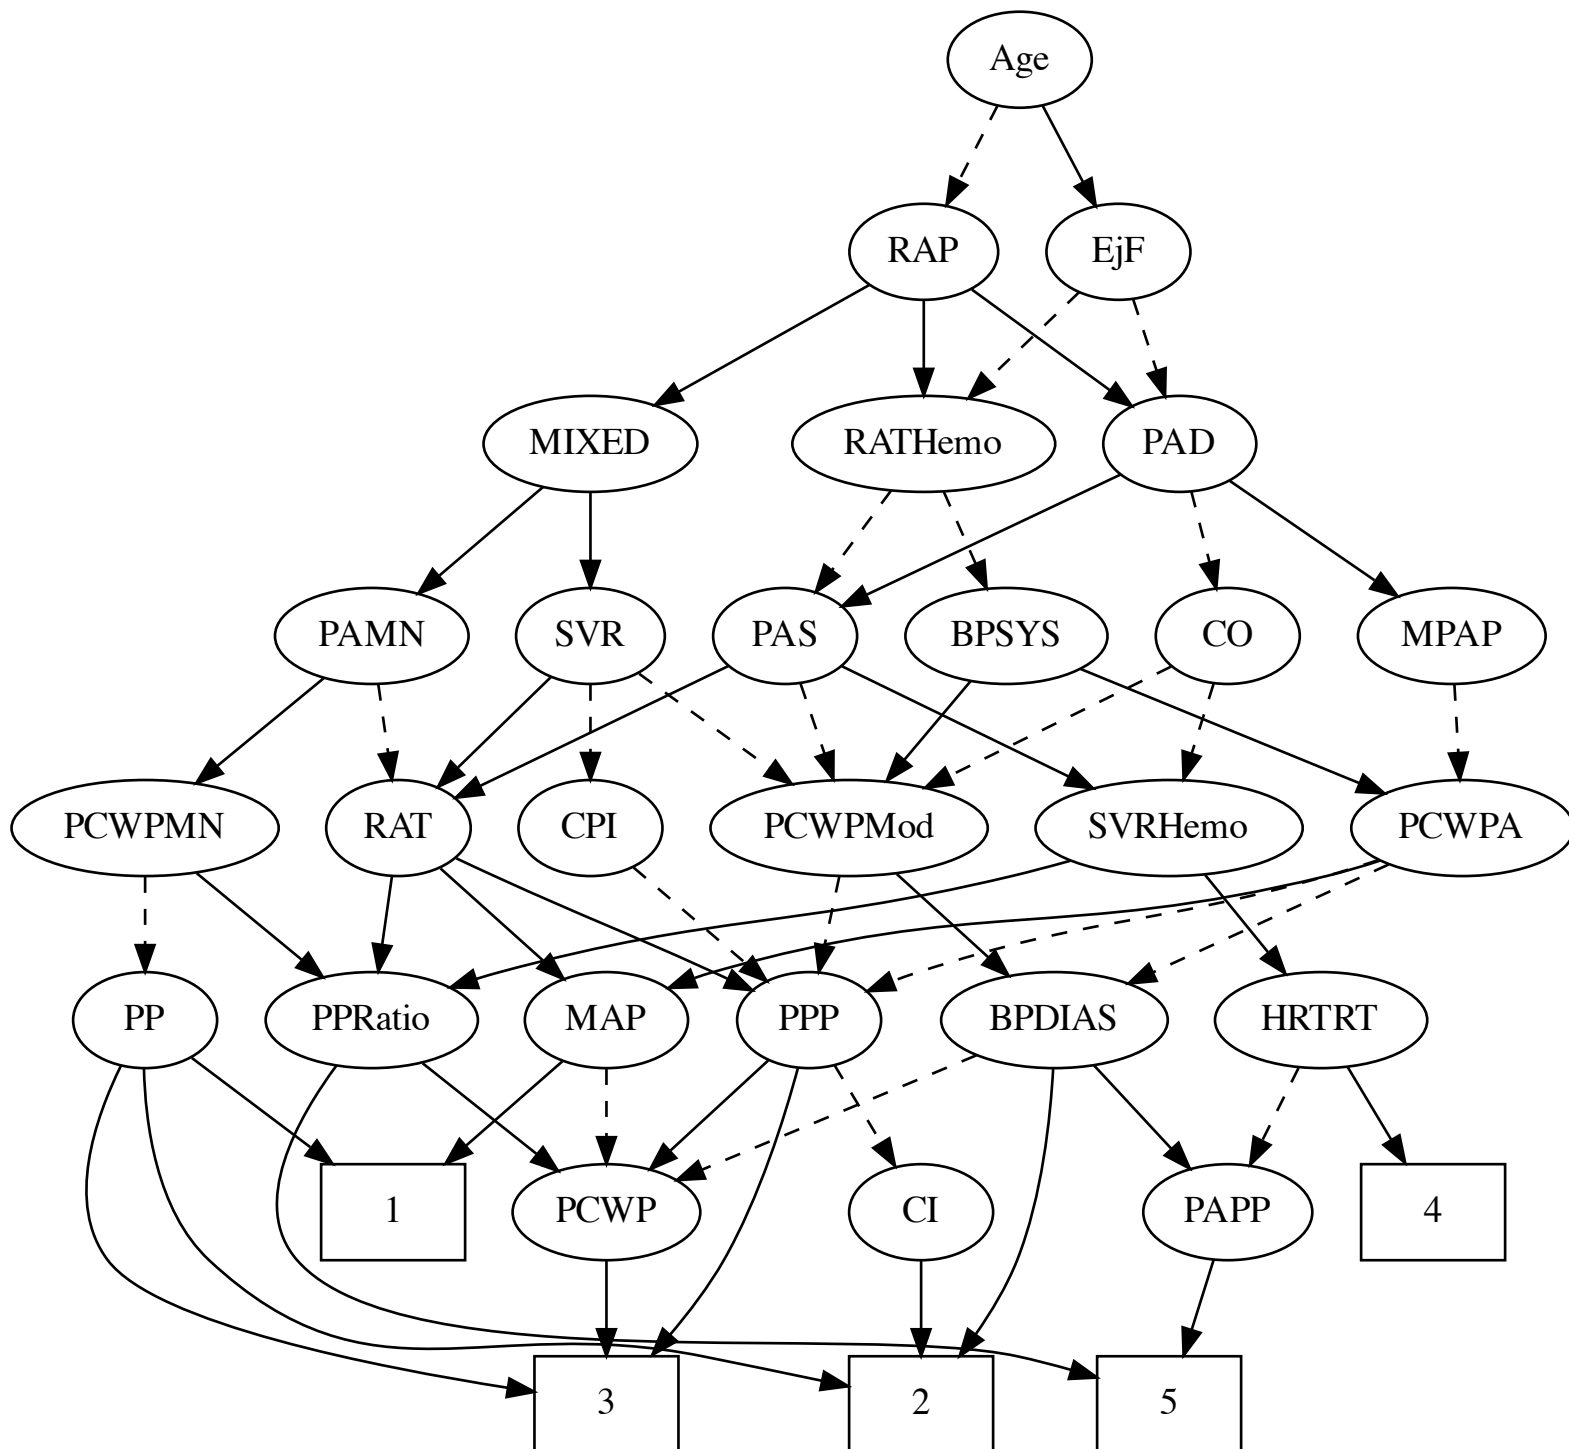 Age
RAP
EjF
MIXED
RATHemo
PAD
PAMN
SVR
PAS
BPSYS
CO
MPAP
PCWPMN
RAT
CPI
PCWPMod
SVRHemo
PCWPA
PP
PPRatio
MAP
PPP
BPDIAS
HRTRT
1
PCWP
CI
PAPP
4
3
2
5